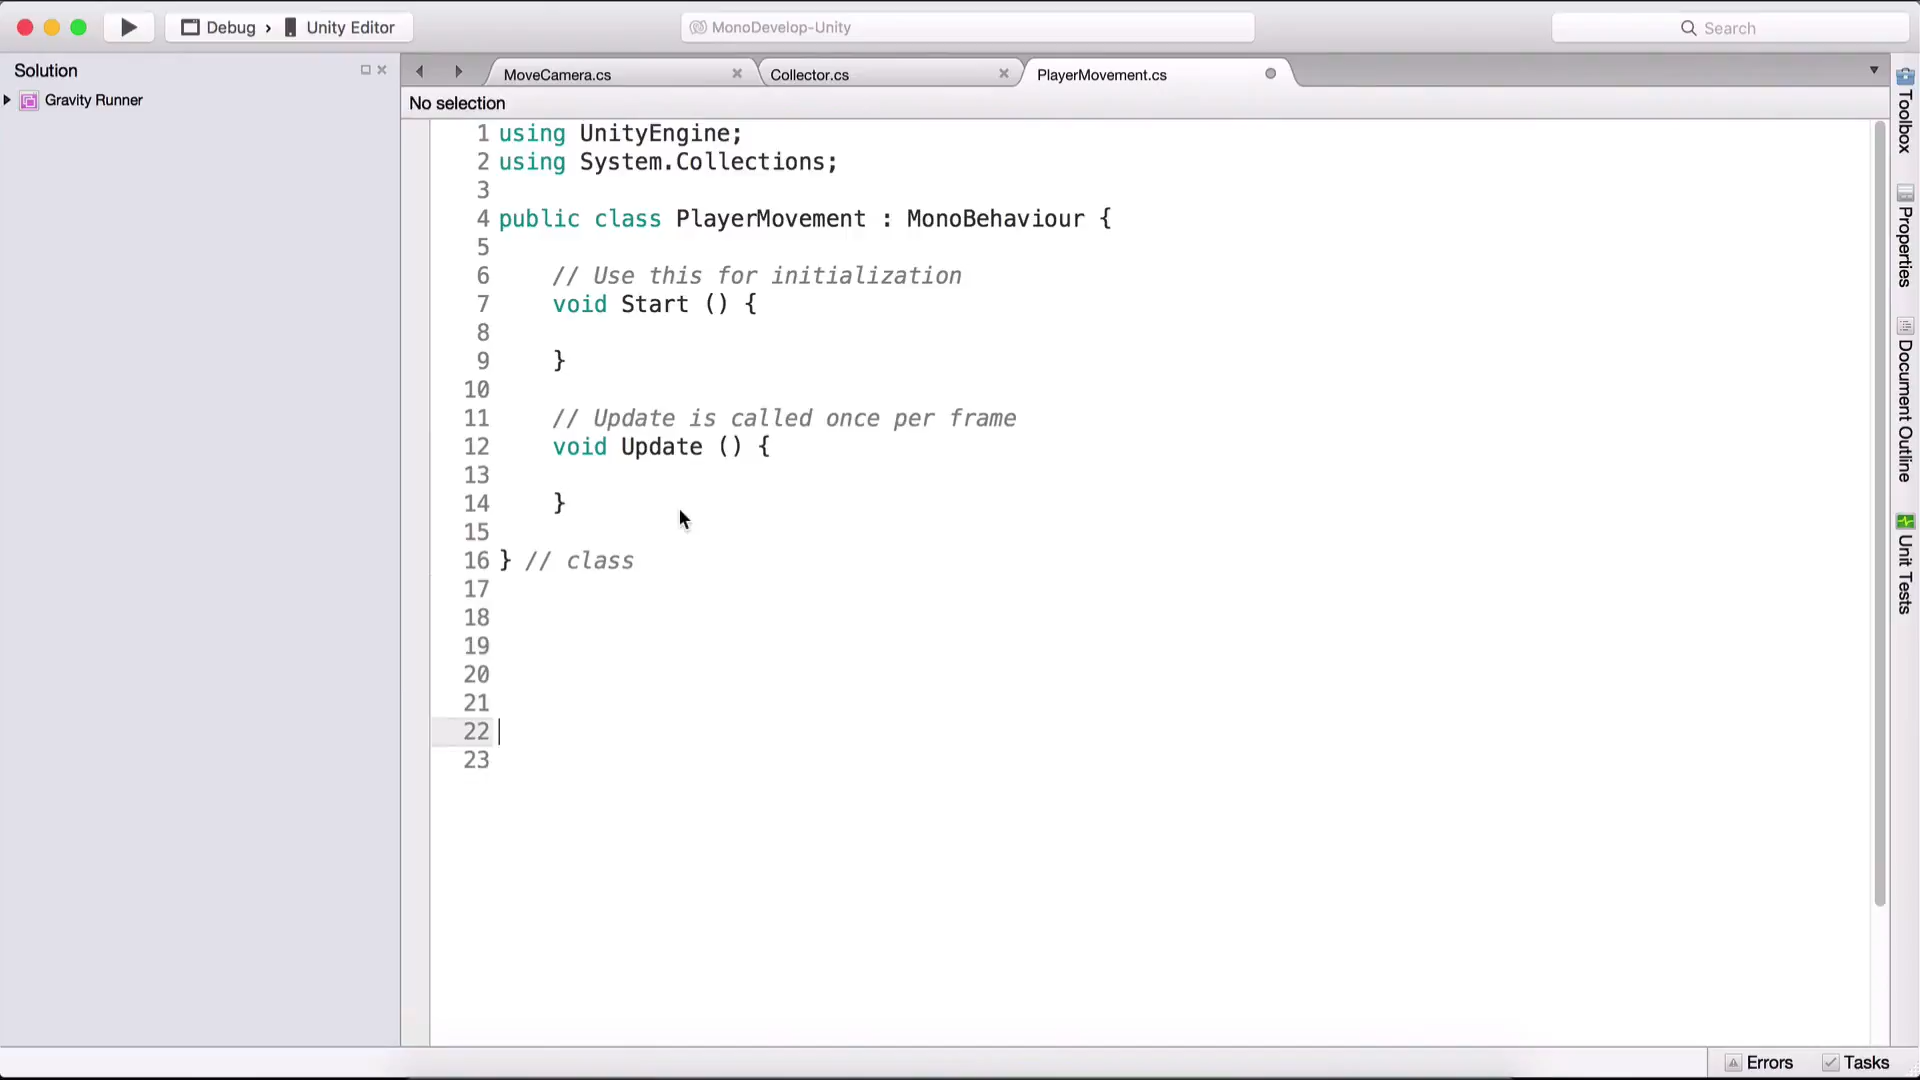 Debug › Unity Editor
MonoDevelop-Unity
Search
Solution
Gravity Runner
MoveCamera.cs
Collector.cs
PlayerMovement.cs
No selection
1 using UnityEngine;
2 using System.Collections;
3
4 public class PlayerMovement : MonoBehaviour {
5
6 // Use this for initialization
7 void Start () {
8
9 }
10
11 // Update is called once per frame
12 void Update () {
13
14 }
15
16 } // class
17
18
19
20
21
22
23
Toolbox
Properties
Document Outline
Unit Tests
Errors
Tasks